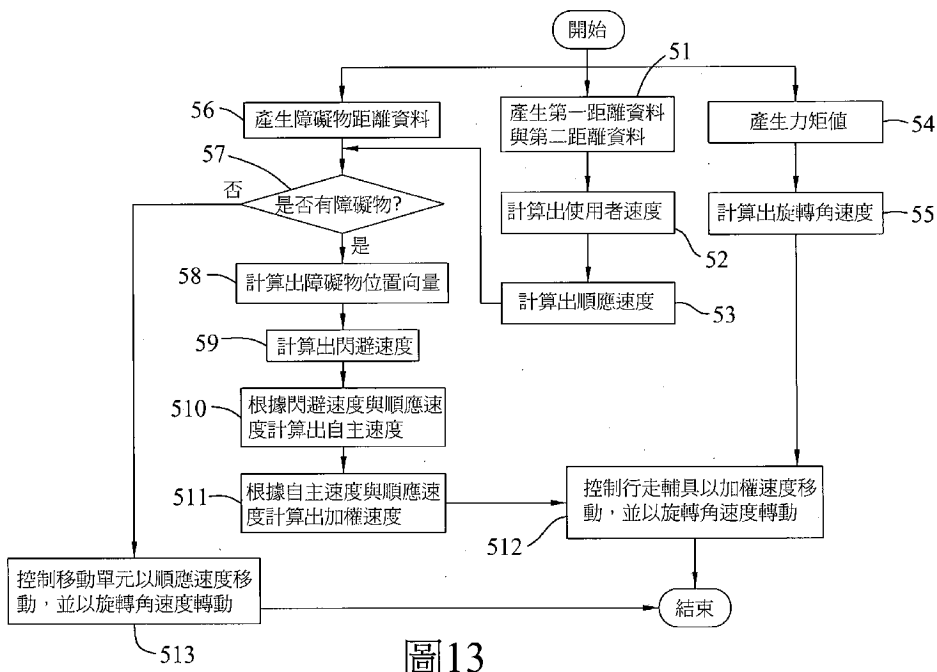 開始
51
56
產生障礙物距離資料
產生第一距離資料
與第二距離資料
產生力矩值
54
57
否
是否有障礙物?
計算出使用者速度
52
計算出旋轉角速度
55
是
58
計算出障礙物位置向量
計算出順應速度
53
59
計算出閃避速度
510
根據閃避速度與順應速
度計算出自主速度
511
根據自主速度與順應速
度計算出加權速度
控制行走輔具以加權速度移
動，並以旋轉角速度轉動
512
控制移動單元以順應速度移
動，並以旋轉角速度轉動
513
結束
圖13